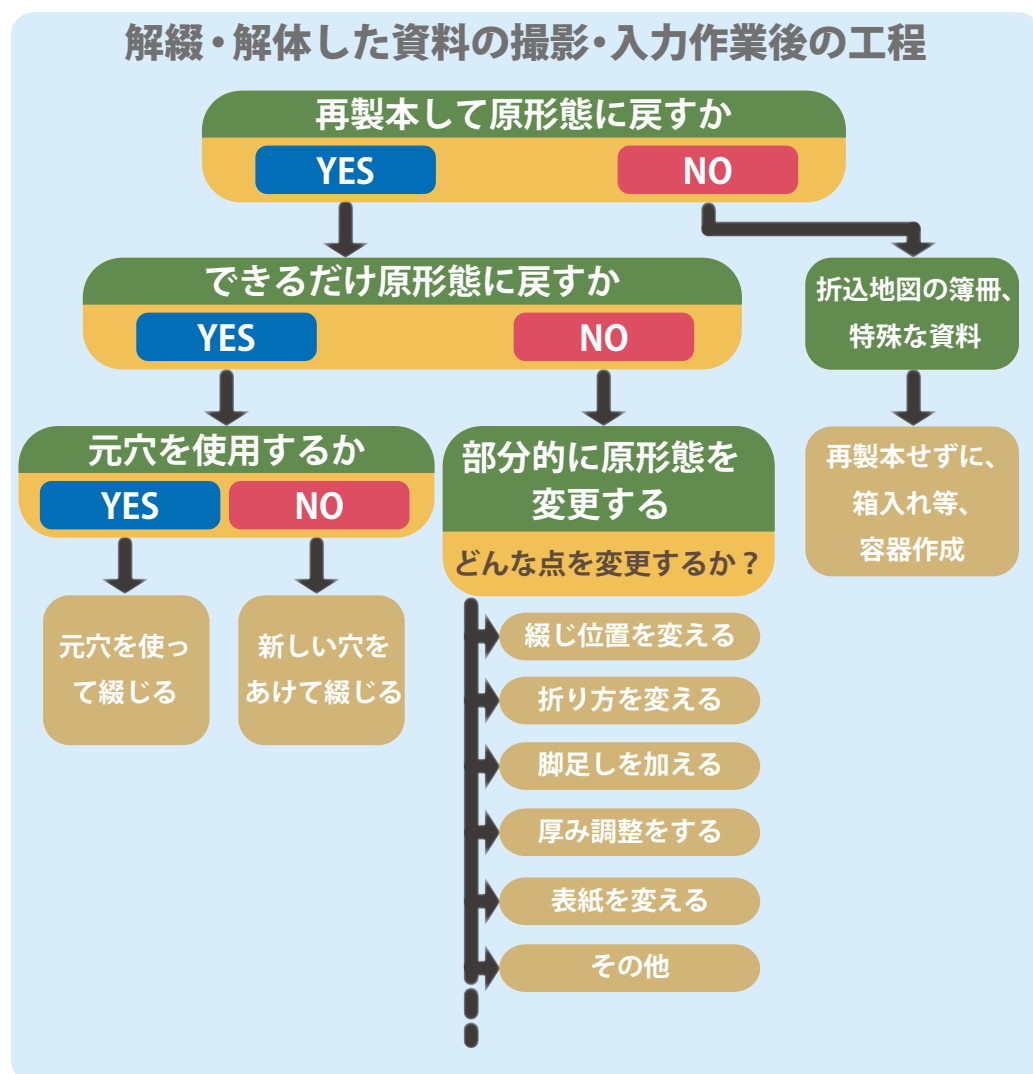 解綴・解体した資料の撮影・入力作業後の工程
再製本して原形態に戻すか
YES
NO
できるだけ原形態に戻すか
YES
NO
折込地図の簿冊、
特殊な資料
元穴を使用するか
YES
NO
部分的に原形態を
変更する
どんな点を変更するか?
再製本せずに、
箱入れ等、
容器作成
元穴を使っ
て綴じる
新しい穴を
あけて綴じる
綴じ位置を変える
折り方を変える
脚足しを加える
厚み調整をする
表紙を変える
その他